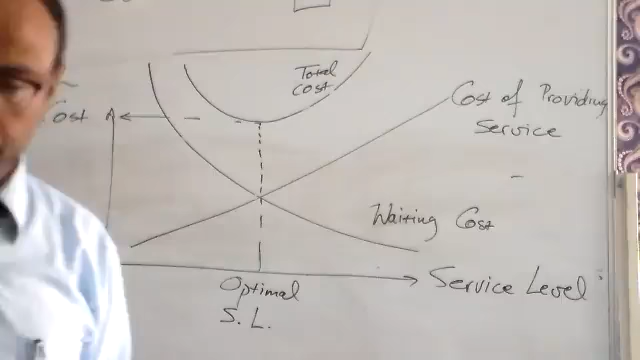 Total
cost
Cost of Providing
Service
Cost
Waiting Cost
Optimal
S. L.
Service Level